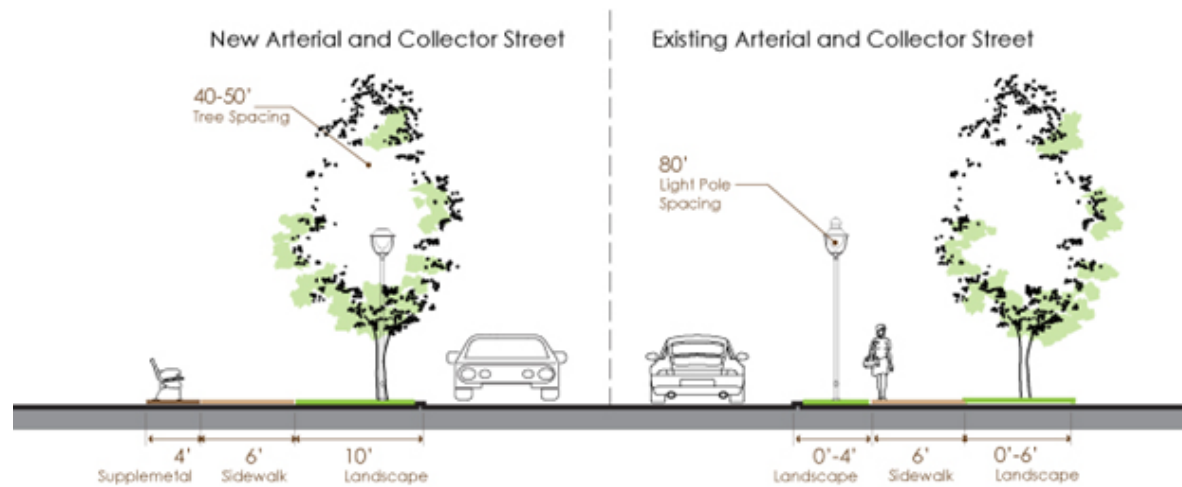 New Arterial and Collector Street
Existing Arterial and Collector Street
40-50'
Tree Spacing
80'
Light Pole
Spacing
4'
Supplemetal
6'
Sidewalk
10'
Landscape
0'-4'
Landscape
6'
Sidewalk
0'-6'
Landscape